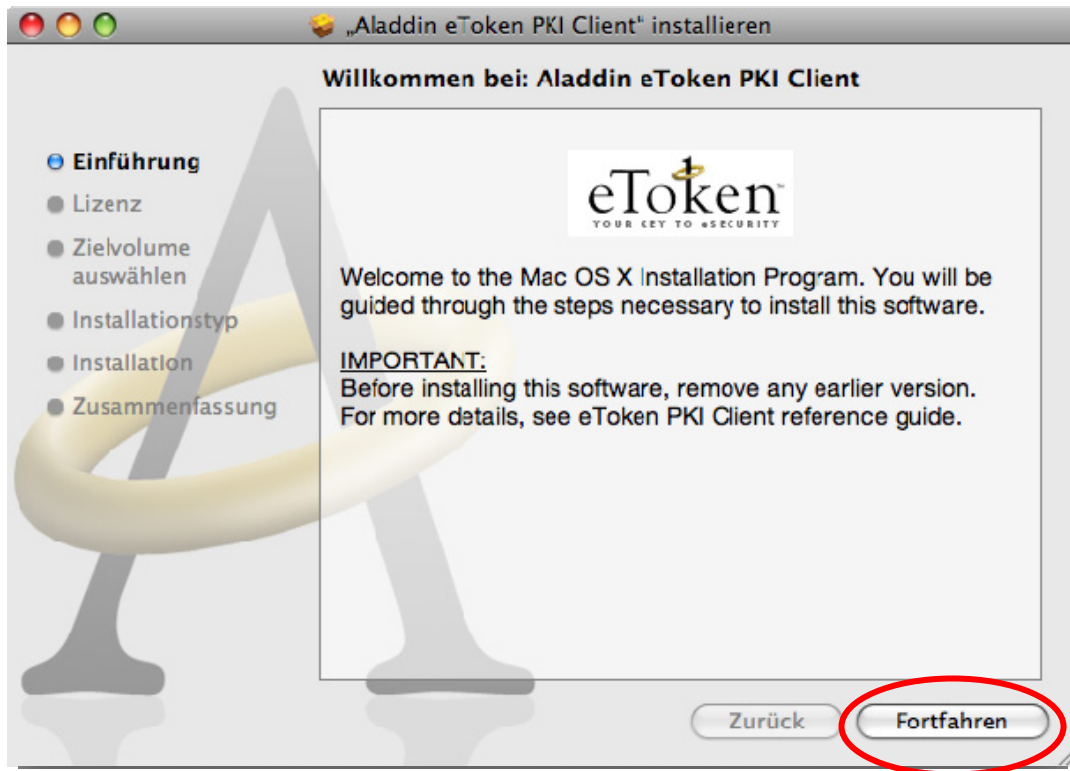 „Aladdin eToken PKI Client“ installieren
Willkommen bei: Aladdin eToken PKI Client
Einführung
Lizenz
Zielvolume
auswählen
Installationstyp
Installation
Zusammenfassung
eToken™
YOUR KEY TO eSECURITY
Welcome to the Mac OS X Installation Program. You will be
guided through the steps necessary to install this software.
IMPORTANT:
Before installing this software, remove any earlier version.
For more details, see eToken PKI Client reference guide.
Zurück
Fortfahren